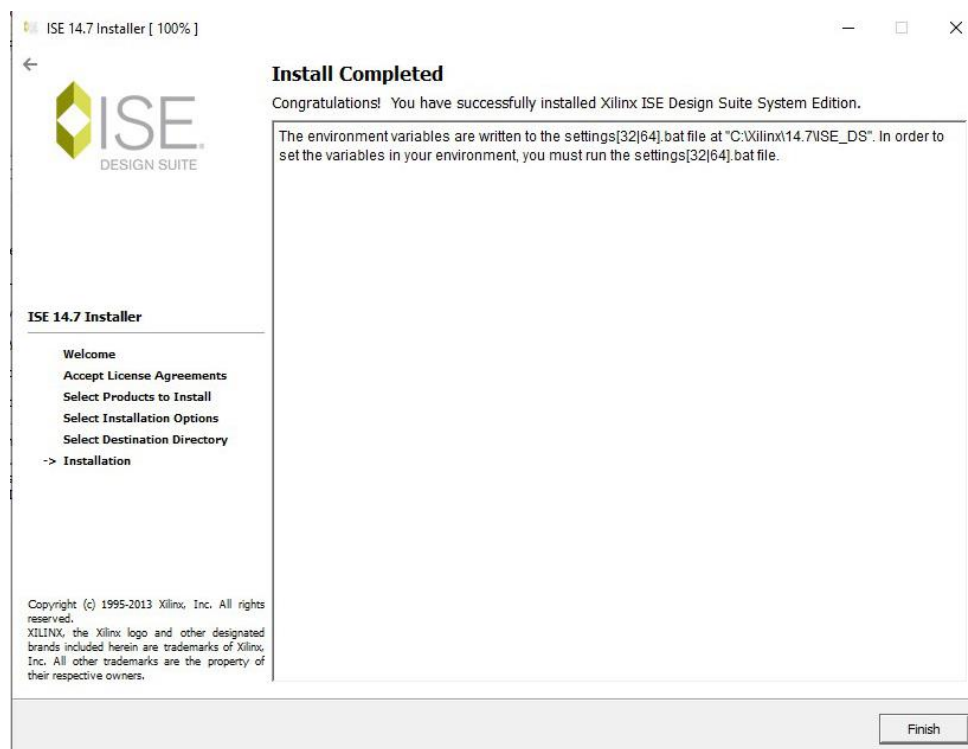 ISE 14.7 Installer [ 100% ]
ISE
DESIGN SUITE
Install Completed
Congratulations!  You have successfully installed Xilinx ISE Design Suite System Edition.
The environment variables are written to the settings[32|64].bat file at "C:\Xilinx\14.7\ISE_DS". In order to
set the variables in your environment, you must run the settings[32|64].bat file.
ISE 14.7 Installer
Welcome
Accept License Agreements
Select Products to Install
Select Installation Options
Select Destination Directory
-> Installation
Copyright (c) 1995-2013 Xilinx, Inc. All rights
reserved.
XILINX, the Xilinx logo and other designated
brands included herein are trademarks of Xilinx,
Inc. All other trademarks are the property of
their respective owners.
Finish